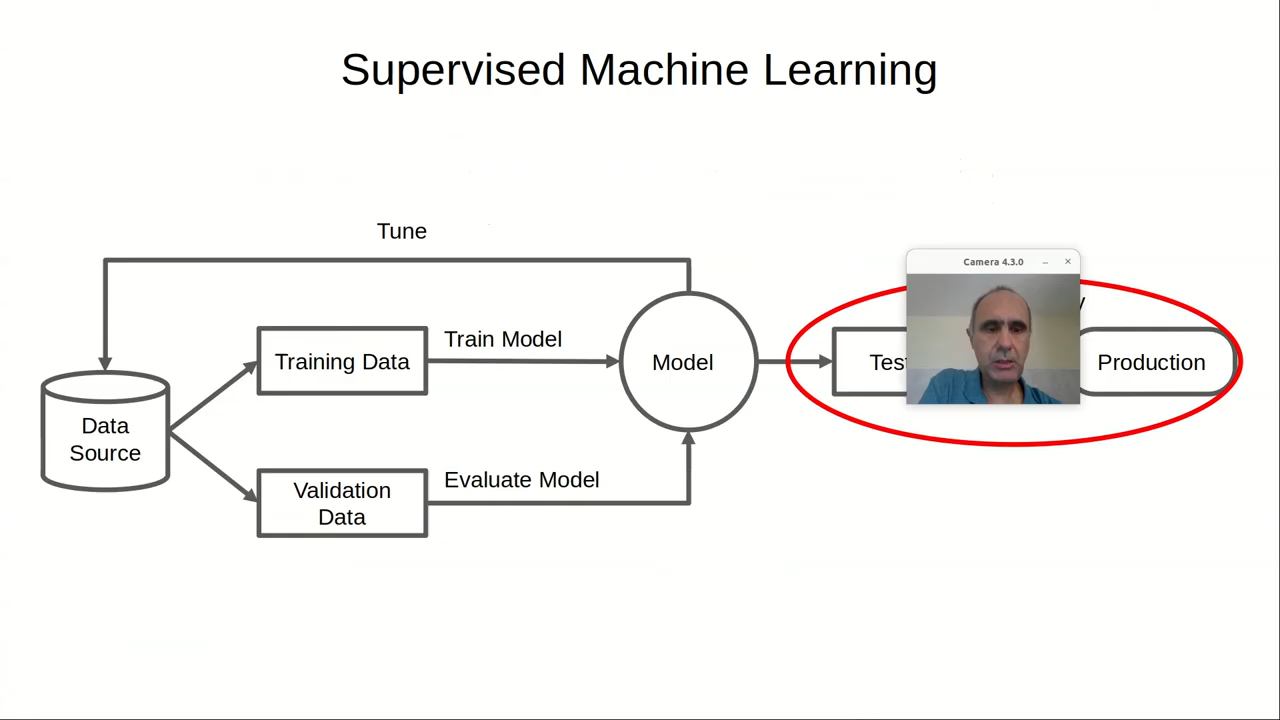 Supervised Machine Learning
Tune
Camera 4.3.0
Train Model
Training Data
Model
Test
Production
Data
Source
Evaluate Model
Validation
Data